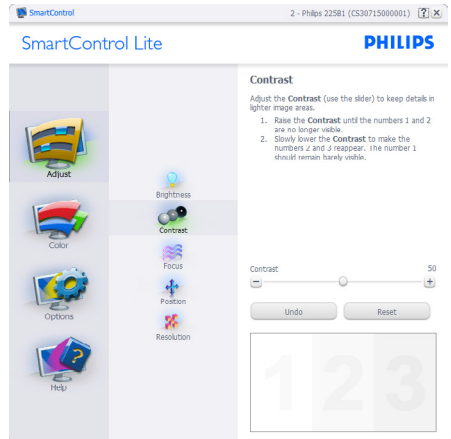 SmartControl
2 - Philips 225B1 (CS30715000001)
SmartControl Lite
PHILIPS
Adjust
Color
Options
Help
Brightness
Contrast
Focus
Position
Resolution
Contrast
Adjust the Contrast (use the slider) to keep details in
lighter image areas.
1. Raise the Contrast until the numbers 1 and 2
are no longer visible.
2. Slowly lower the Contrast to make the
numbers 2 and 3 reappear. The number 1
should remain barely visible.
Contrast 50
Undo Reset
1 2 3